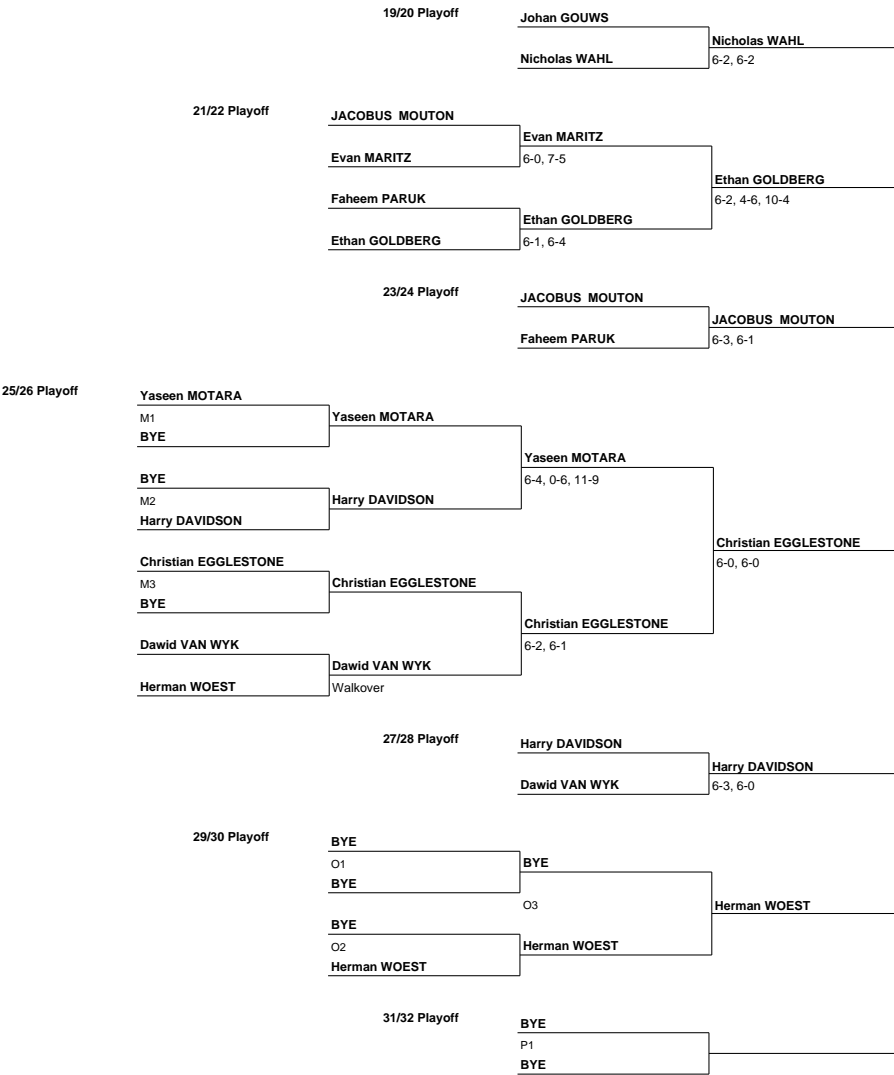 19/20 Playoff
Johan GOUWS
Nicholas WAHL
Nicholas WAHL
6-2, 6-2
21/22 Playoff
JACOBUS  MOUTON
Evan MARITZ
Evan MARITZ
6-0, 7-5
Ethan GOLDBERG
Faheem PARUK
6-2, 4-6, 10-4
Ethan GOLDBERG
Ethan GOLDBERG
6-1, 6-4
23/24 Playoff
JACOBUS  MOUTON
JACOBUS  MOUTON
Faheem PARUK
6-3, 6-1
25/26 Playoff
Yaseen MOTARA
M1
Yaseen MOTARA
BYE
Yaseen MOTARA
BYE
6-4, 0-6, 11-9
M2
Harry DAVIDSON
Harry DAVIDSON
Christian EGGLESTONE
Christian EGGLESTONE
6-0, 6-0
M3
Christian EGGLESTONE
BYE
Christian EGGLESTONE
Dawid VAN WYK
6-2, 6-1
Dawid VAN WYK
Herman WOEST
Walkover
27/28 Playoff
Harry DAVIDSON
Harry DAVIDSON
Dawid VAN WYK
6-3, 6-0
29/30 Playoff
BYE
O1
BYE
BYE
O3
Herman WOEST
BYE
O2
Herman WOEST
Herman WOEST
31/32 Playoff
BYE
P1
BYE